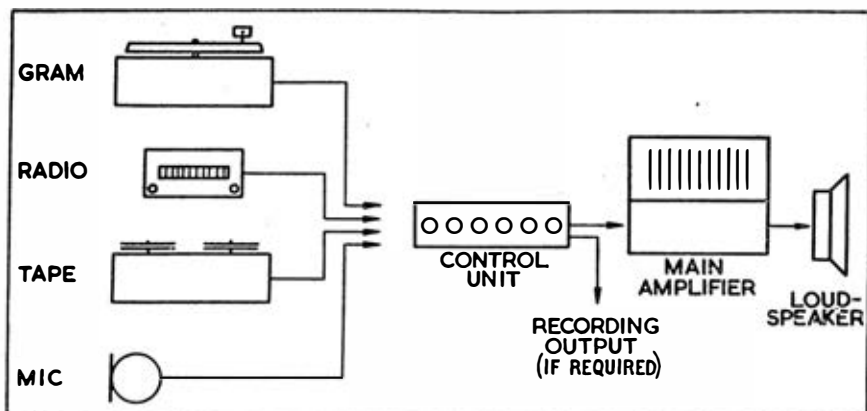 GRAM
RADIO
TAPE
MIC
CONTROL
UNIT
RECORDING
OUTPUT
(IF REQUIRED)
MAIN
AMPLIFIER
LOUD-
SPEAKER